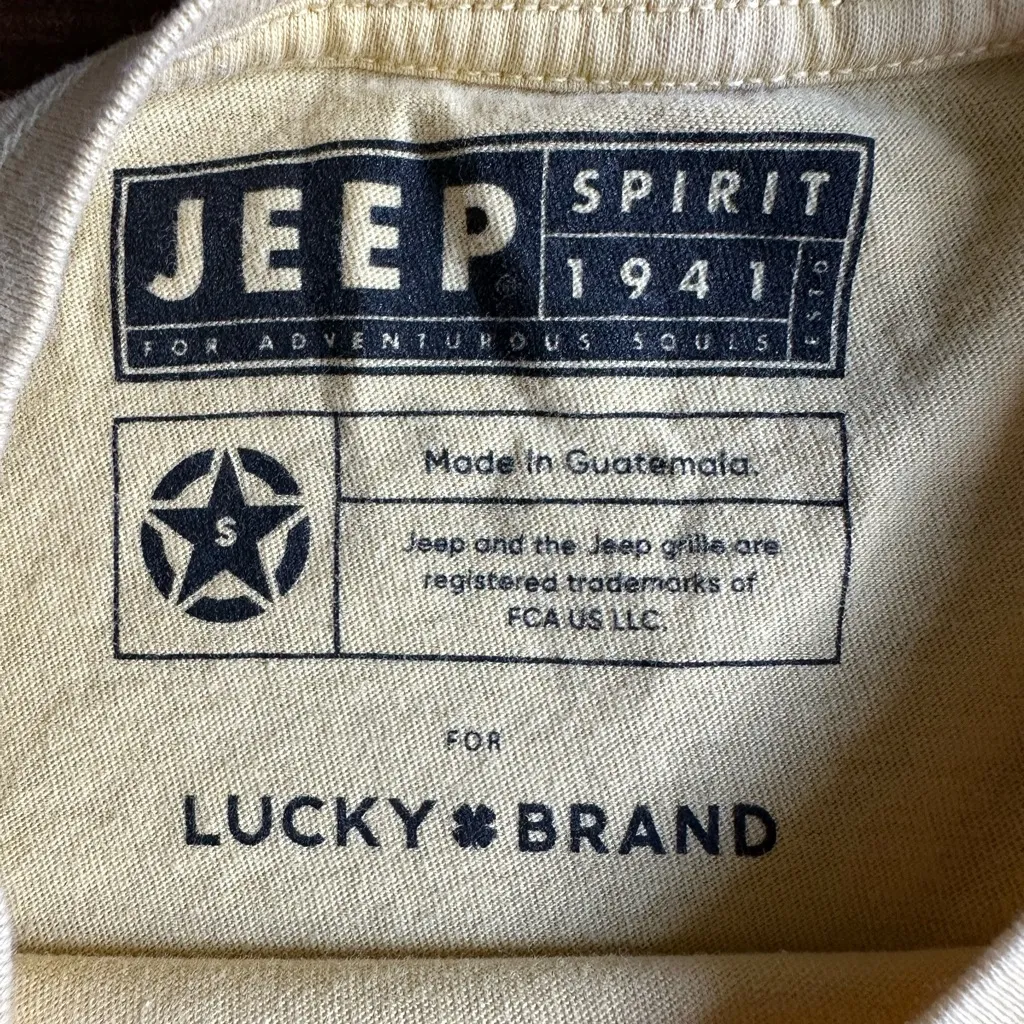 JEEP®
SPIRIT
1941
ESTD
FOR ADVENTUROUS SOULS
S
Made in Guatemala.
Jeep and the Jeep grille are
registered trademarks of
FCA US LLC.
FOR
LUCKY BRAND